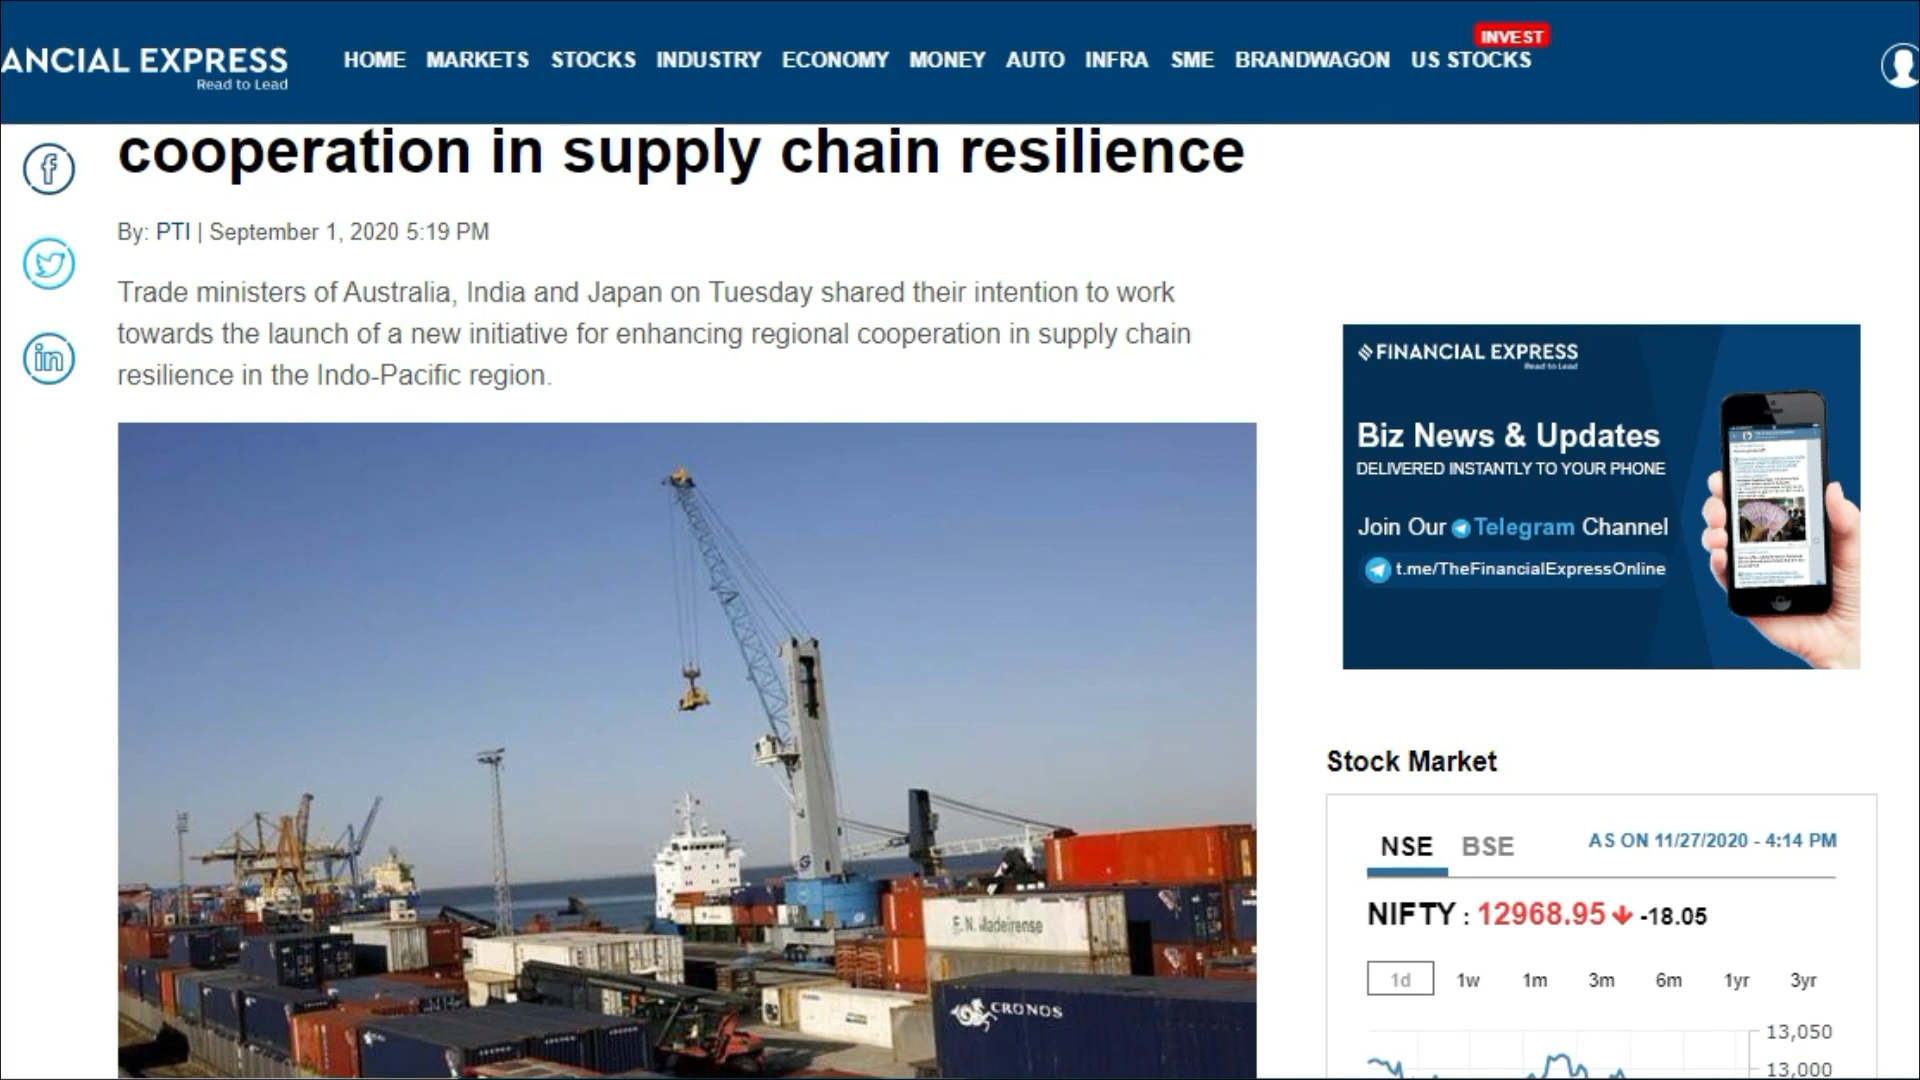 ANCIAL EXPRESS
Read to Lead
HOME MARKETS STOCKS INDUSTRY ECONOMY MONEY AUTO INFRA SME BRANDWAGON US STOCKS
INVEST
cooperation in supply chain resilience
By: PTI | September 1, 2020 5:19 PM
Trade ministers of Australia, India and Japan on Tuesday shared their intention to work
towards the launch of a new initiative for enhancing regional cooperation in supply chain
resilience in the Indo-Pacific region.
E.N. Madeirense
CRONOS
FINANCIAL EXPRESS
Read to Lead
Biz News & Updates
DELIVERED INSTANTLY TO YOUR PHONE
Join Our Telegram Channel
t.me/TheFinancialExpressOnline
Stock Market
NSE BSE AS ON 11/27/2020 - 4:14 PM
NIFTY : 12968.95 -18.05
1d 1w 1m 3m 6m 1yr 3yr
13,050
13,000